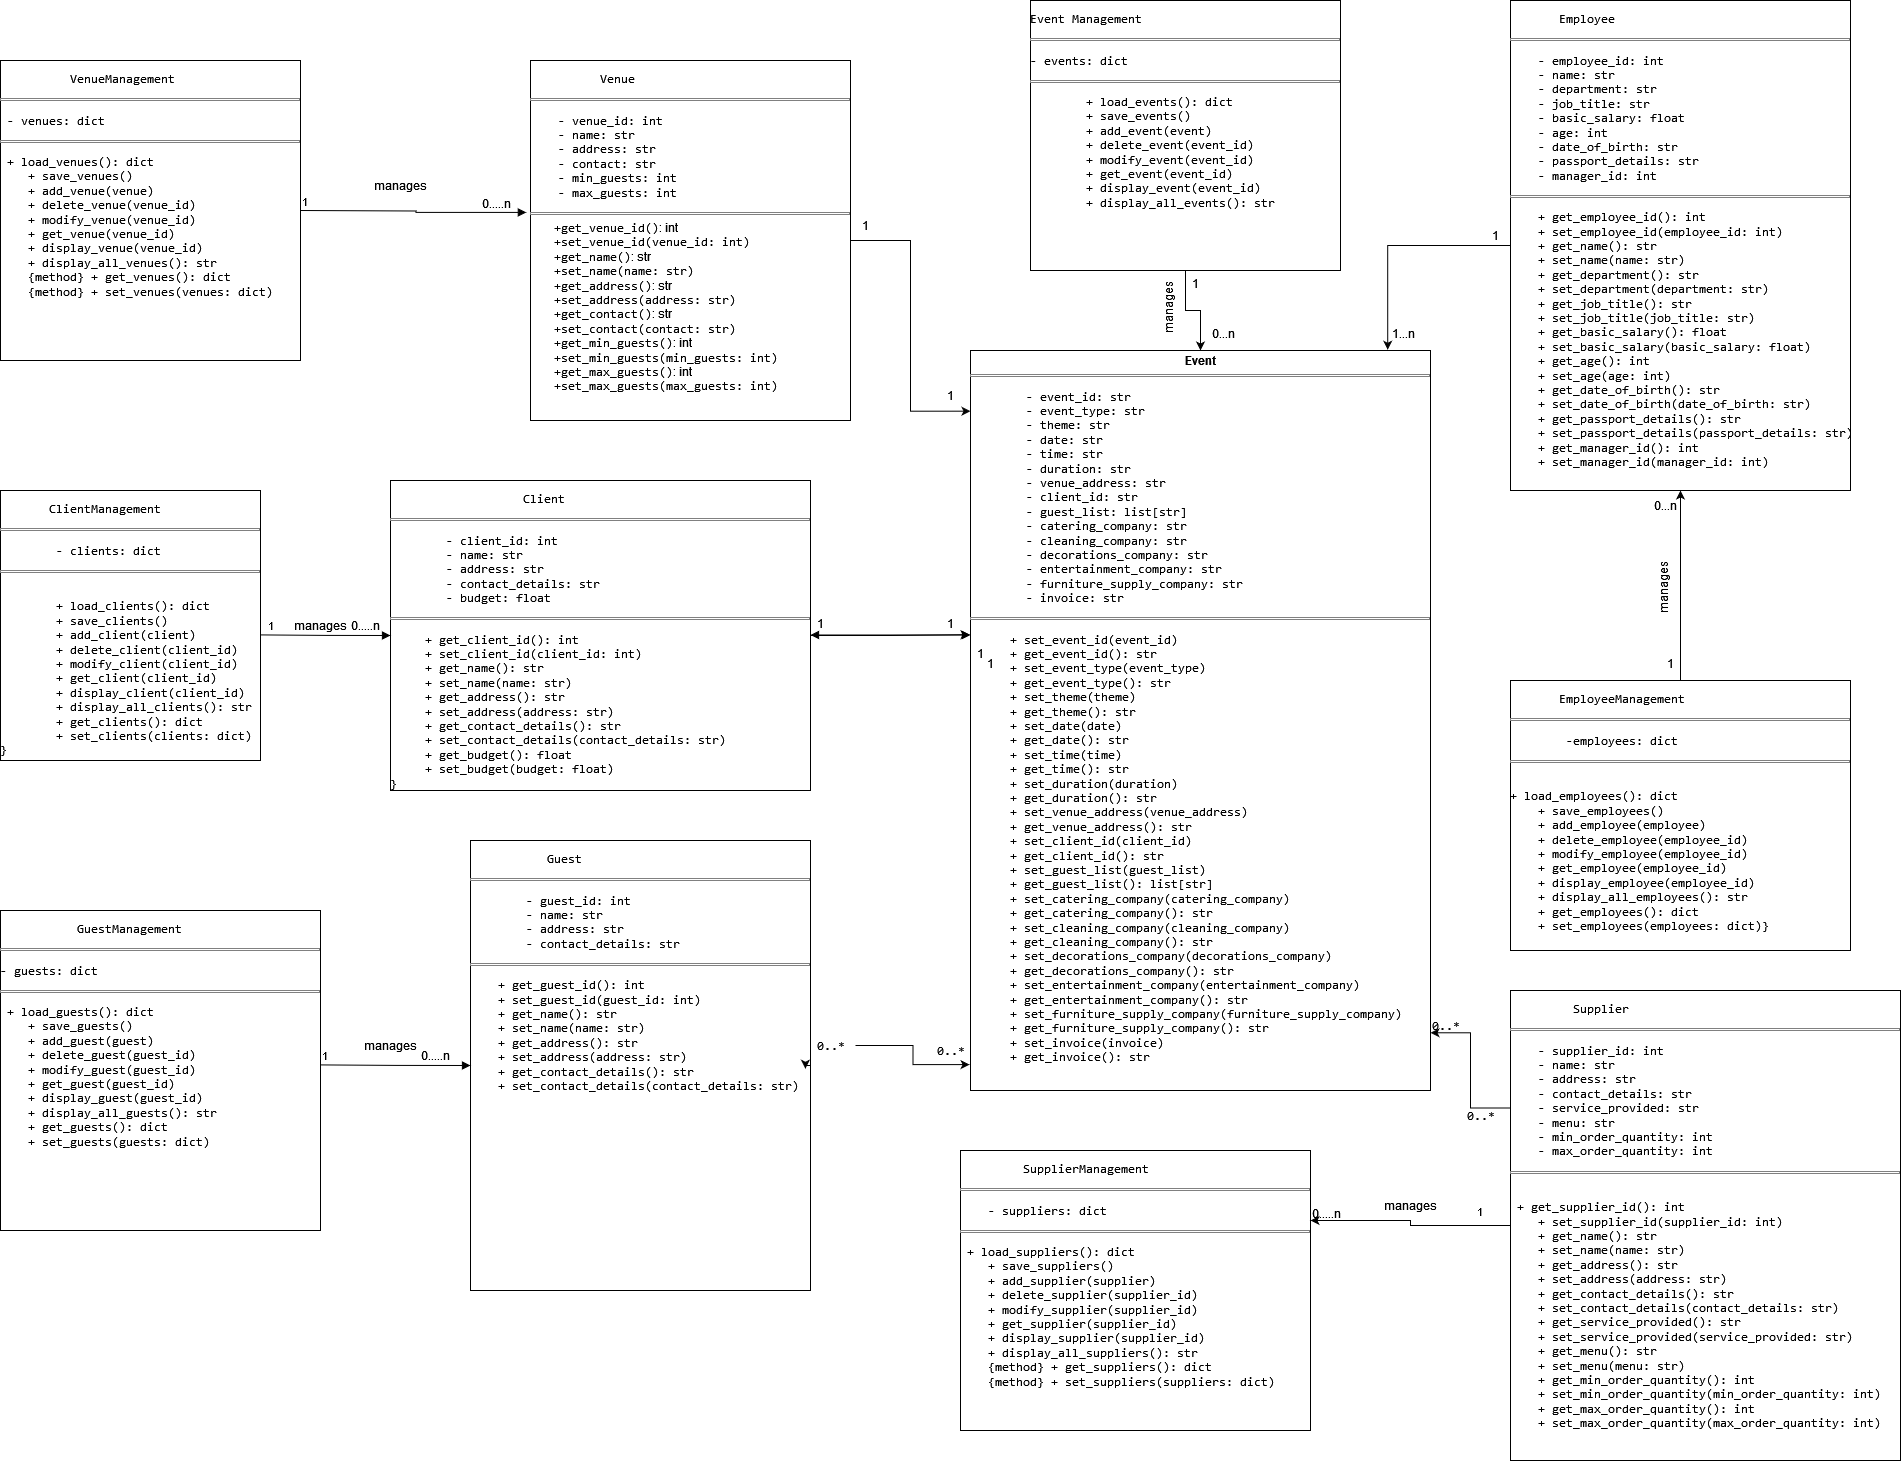 VenueManagement
- venues: dict
+ load_venues(): dict
+ save_venues()
+ add_venue(venue)
+ delete_venue(venue_id)
+ modify_venue(venue_id)
+ get_venue(venue_id)
+ display_venue(venue_id)
+ display_all_venues(): str
{method} + get_venues(): dict
{method} + set_venues(venues: dict)
manages
1
0.....n
Venue
- venue_id: int
- name: str
- address: str
- contact: str
- min_guests: int
- max_guests: int
+get_venue_id(): int
+set_venue_id(venue_id: int)
+get_name(): str
+set_name(name: str)
+get_address(): str
+set_address(address: str)
+get_contact(): str
+set_contact(contact: str)
+get_min_guests(): int
+set_min_guests(min_guests: int)
+get_max_guests(): int
+set_max_guests(max_guests: int)
1
1
Event Management
- events: dict
+ load_events(): dict
+ save_events()
+ add_event(event)
+ delete_event(event_id)
+ modify_event(event_id)
+ get_event(event_id)
+ display_event(event_id)
+ display_all_events(): str
manages
1
0...n
Employee
- employee_id: int
- name: str
- department: str
- job_title: str
- basic_salary: float
- age: int
- date_of_birth: str
- passport_details: str
- manager_id: int
+ get_employee_id(): int
+ set_employee_id(employee_id: int)
+ get_name(): str
+ set_name(name: str)
+ get_department(): str
+ set_department(department: str)
+ get_job_title(): str
+ set_job_title(job_title: str)
+ get_basic_salary(): float
+ set_basic_salary(basic_salary: float)
+ get_age(): int
+ set_age(age: int)
+ get_date_of_birth(): str
+ set_date_of_birth(date_of_birth: str)
+ get_passport_details(): str
+ set_passport_details(passport_details: str)
+ get_manager_id(): int
+ set_manager_id(manager_id: int)
1
1...n
Event
- event_id: str
- event_type: str
- theme: str
- date: str
- time: str
- duration: str
- venue_address: str
- client_id: str
- guest_list: list[str]
- catering_company: str
- cleaning_company: str
- decorations_company: str
- entertainment_company: str
- furniture_supply_company: str
- invoice: str
+ set_event_id(event_id)
+ get_event_id(): str
+ set_event_type(event_type)
+ get_event_type(): str
+ set_theme(theme)
+ get_theme(): str
+ set_date(date)
+ get_date(): str
+ set_time(time)
+ get_time(): str
+ set_duration(duration)
+ get_duration(): str
+ set_venue_address(venue_address)
+ get_venue_address(): str
+ set_client_id(client_id)
+ get_client_id(): str
+ set_guest_list(guest_list)
+ get_guest_list(): list[str]
+ set_catering_company(catering_company)
+ get_catering_company(): str
+ set_cleaning_company(cleaning_company)
+ get_cleaning_company(): str
+ set_decorations_company(decorations_company)
+ get_decorations_company(): str
+ set_entertainment_company(entertainment_company)
+ get_entertainment_company(): str
+ set_furniture_supply_company(furniture_supply_company)
+ get_furniture_supply_company(): str
+ set_invoice(invoice)
+ get_invoice(): str
1
1
ClientManagement
- clients: dict
+ load_clients(): dict
+ save_clients()
+ add_client(client)
+ delete_client(client_id)
+ modify_client(client_id)
+ get_client(client_id)
+ display_client(client_id)
+ display_all_clients(): str
+ get_clients(): dict
+ set_clients(clients: dict)
}
1
manages
0.....n
Client
- client_id: int
- name: str
- address: str
- contact_details: str
- budget: float
+ get_client_id(): int
+ set_client_id(client_id: int)
+ get_name(): str
+ set_name(name: str)
+ get_address(): str
+ set_address(address: str)
+ get_contact_details(): str
+ set_contact_details(contact_details: str)
+ get_budget(): float
+ set_budget(budget: float)
}
1
1
0...n
manages
1
EmployeeManagement
-employees: dict
+ load_employees(): dict
+ save_employees()
+ add_employee(employee)
+ delete_employee(employee_id)
+ modify_employee(employee_id)
+ get_employee(employee_id)
+ display_employee(employee_id)
+ display_all_employees(): str
+ get_employees(): dict
+ set_employees(employees: dict)}
GuestManagement
- guests: dict
+ load_guests(): dict
+ save_guests()
+ add_guest(guest)
+ delete_guest(guest_id)
+ modify_guest(guest_id)
+ get_guest(guest_id)
+ display_guest(guest_id)
+ display_all_guests(): str
+ get_guests(): dict
+ set_guests(guests: dict)
manages
1
0.....n
Guest
- guest_id: int
- name: str
- address: str
- contact_details: str
+ get_guest_id(): int
+ set_guest_id(guest_id: int)
+ get_name(): str
+ set_name(name: str)
+ get_address(): str
+ set_address(address: str)
+ get_contact_details(): str
+ set_contact_details(contact_details: str)
0..*
0..*
Supplier
- supplier_id: int
- name: str
- address: str
- contact_details: str
- service_provided: str
- menu: str
- min_order_quantity: int
- max_order_quantity: int
+ get_supplier_id(): int
+ set_supplier_id(supplier_id: int)
+ get_name(): str
+ set_name(name: str)
+ get_address(): str
+ set_address(address: str)
+ get_contact_details(): str
+ set_contact_details(contact_details: str)
+ get_service_provided(): str
+ set_service_provided(service_provided: str)
+ get_menu(): str
+ set_menu(menu: str)
+ get_min_order_quantity(): int
+ set_min_order_quantity(min_order_quantity: int)
+ get_max_order_quantity(): int
+ set_max_order_quantity(max_order_quantity: int)
0..*
0..*
SupplierManagement
- suppliers: dict
+ load_suppliers(): dict
+ save_suppliers()
+ add_supplier(supplier)
+ delete_supplier(supplier_id)
+ modify_supplier(supplier_id)
+ get_supplier(supplier_id)
+ display_supplier(supplier_id)
+ display_all_suppliers(): str
{method} + get_suppliers(): dict
{method} + set_suppliers(suppliers: dict)
0.....n
manages
1